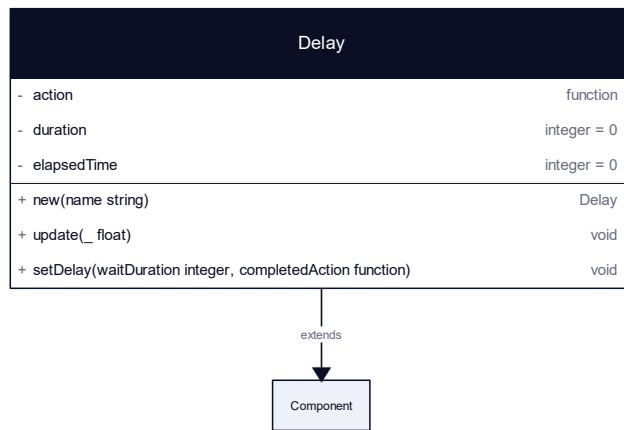 Delay
- action function
- duration integer = 0
- elapsedTime integer = 0
+ new(name string) Delay
+ update(_ float) void
+ setDelay(waitDuration integer, completedAction function) void
extends
Component